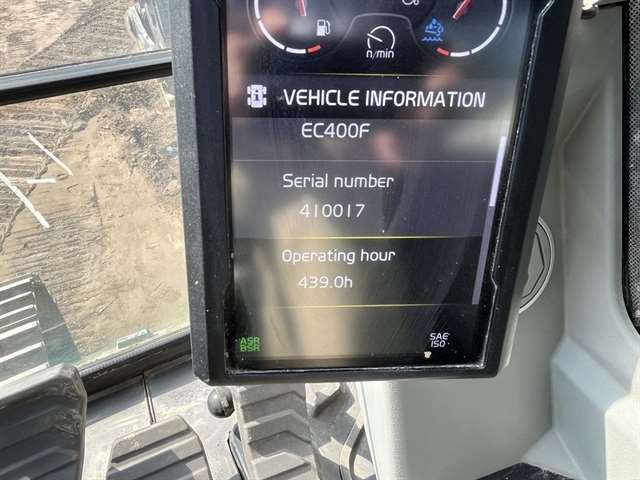 n/min
VEHICLE INFORMATION
EC400F
Serial number
410017
Operating hour
439.0h
ASR SAE
BSR ISO